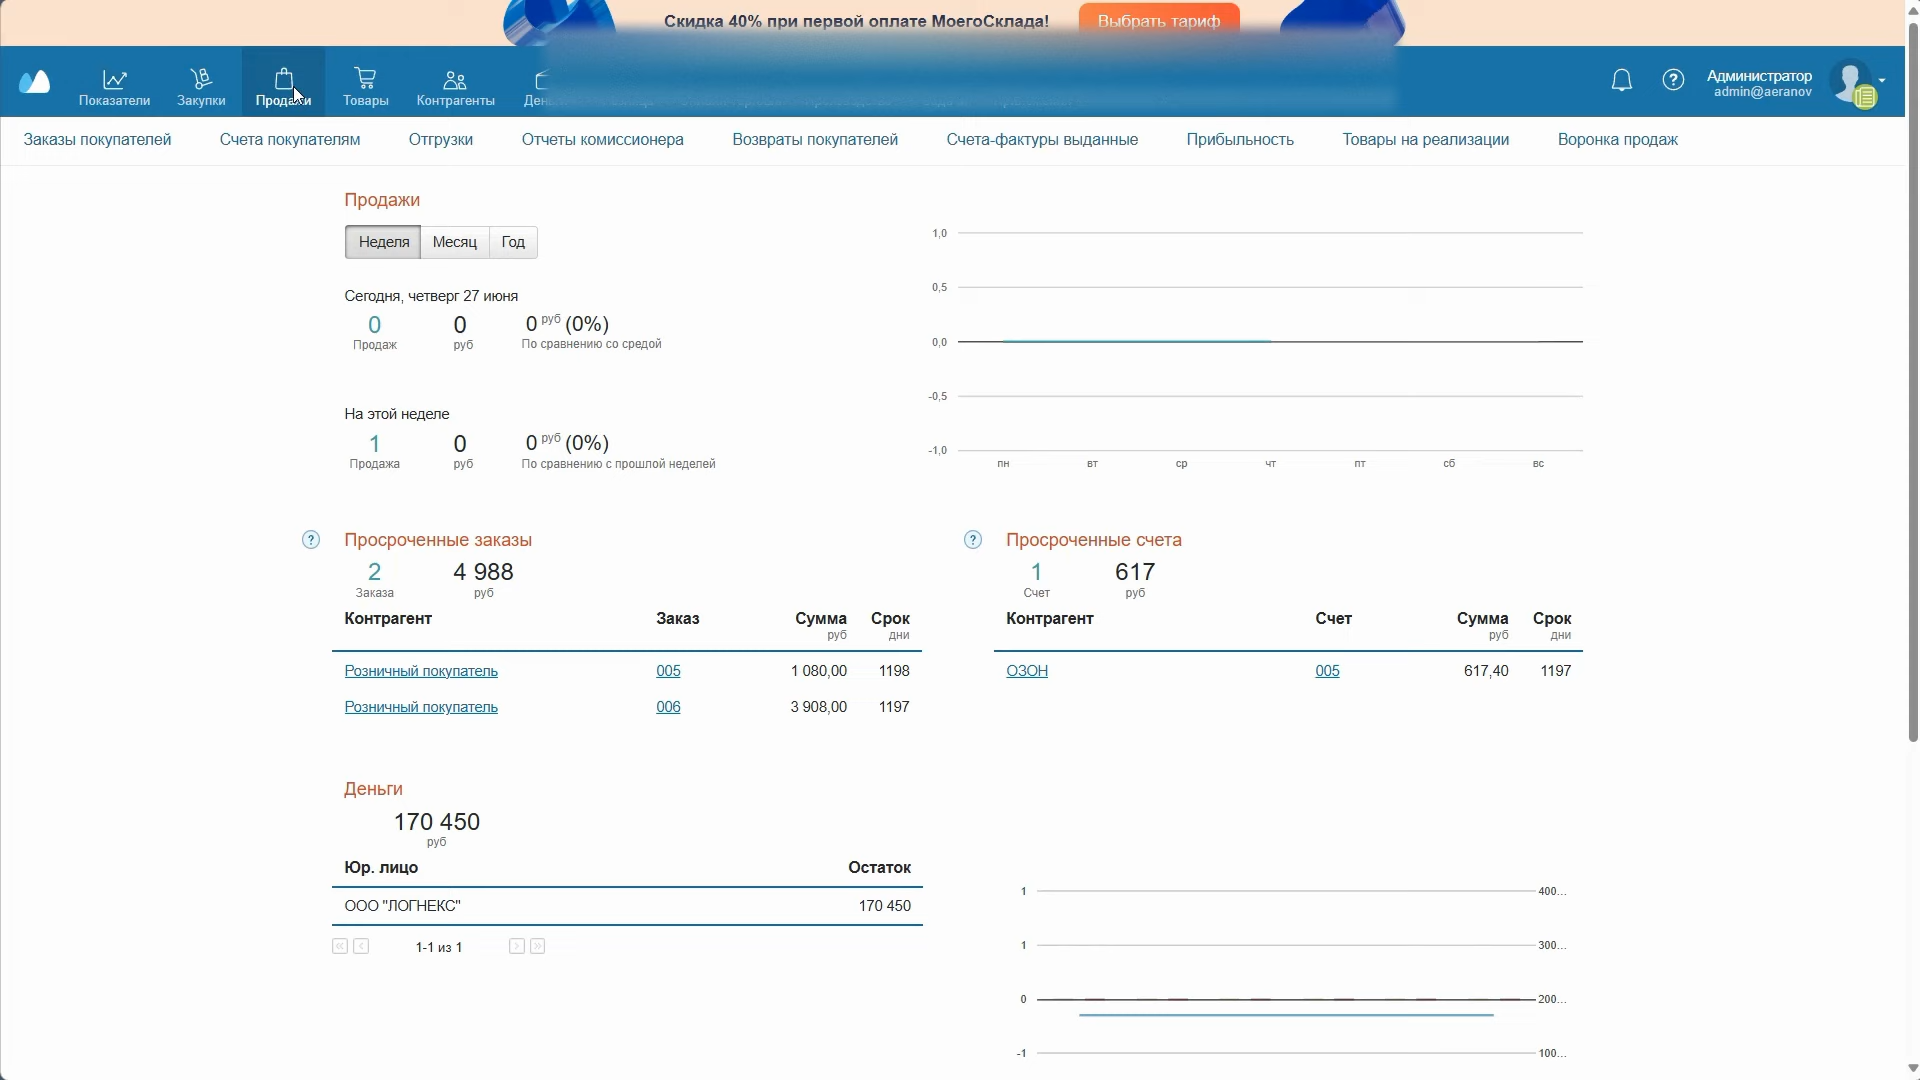 Скидка 40% при первой оплате МоегоСклада!
Выбрать тариф
Показатели
Закупки
Продажи
Товары
Контрагенты
Администратор
admin@aeranov
Заказы покупателей
Счета покупателям
Отгрузки
Отчеты комиссионера
Возвраты покупателей
Счета-фактуры выданные
Прибыльность
Товары на реализации
Воронка продаж
Продажи
Неделя Месяц Год
Сегодня, четверг 27 июня
0 0 0 руб (0%)
Продаж руб По сравнению со средой
На этой неделе
1 0 0 руб (0%)
Продажа руб По сравнению с прошлой неделей
1,0
0,5
0,0
-0,5
-1,0
пн вт ср чт пт сб вс
? Просроченные заказы
2 4 988
Заказа руб
Контрагент Заказ Сумма Срок
руб дни
Розничный покупатель 005 1 080,00 1198
Розничный покупатель 006 3 908,00 1197
? Просроченные счета
1 617
Счет руб
Контрагент Счет Сумма Срок
руб дни
ОЗОН 005 617,40 1197
Деньги
170 450
руб
Юр. лицо Остаток
ООО "ЛОГНЕКС" 170 450
1-1 из 1
1 400...
1 300...
0 200...
-1 100...